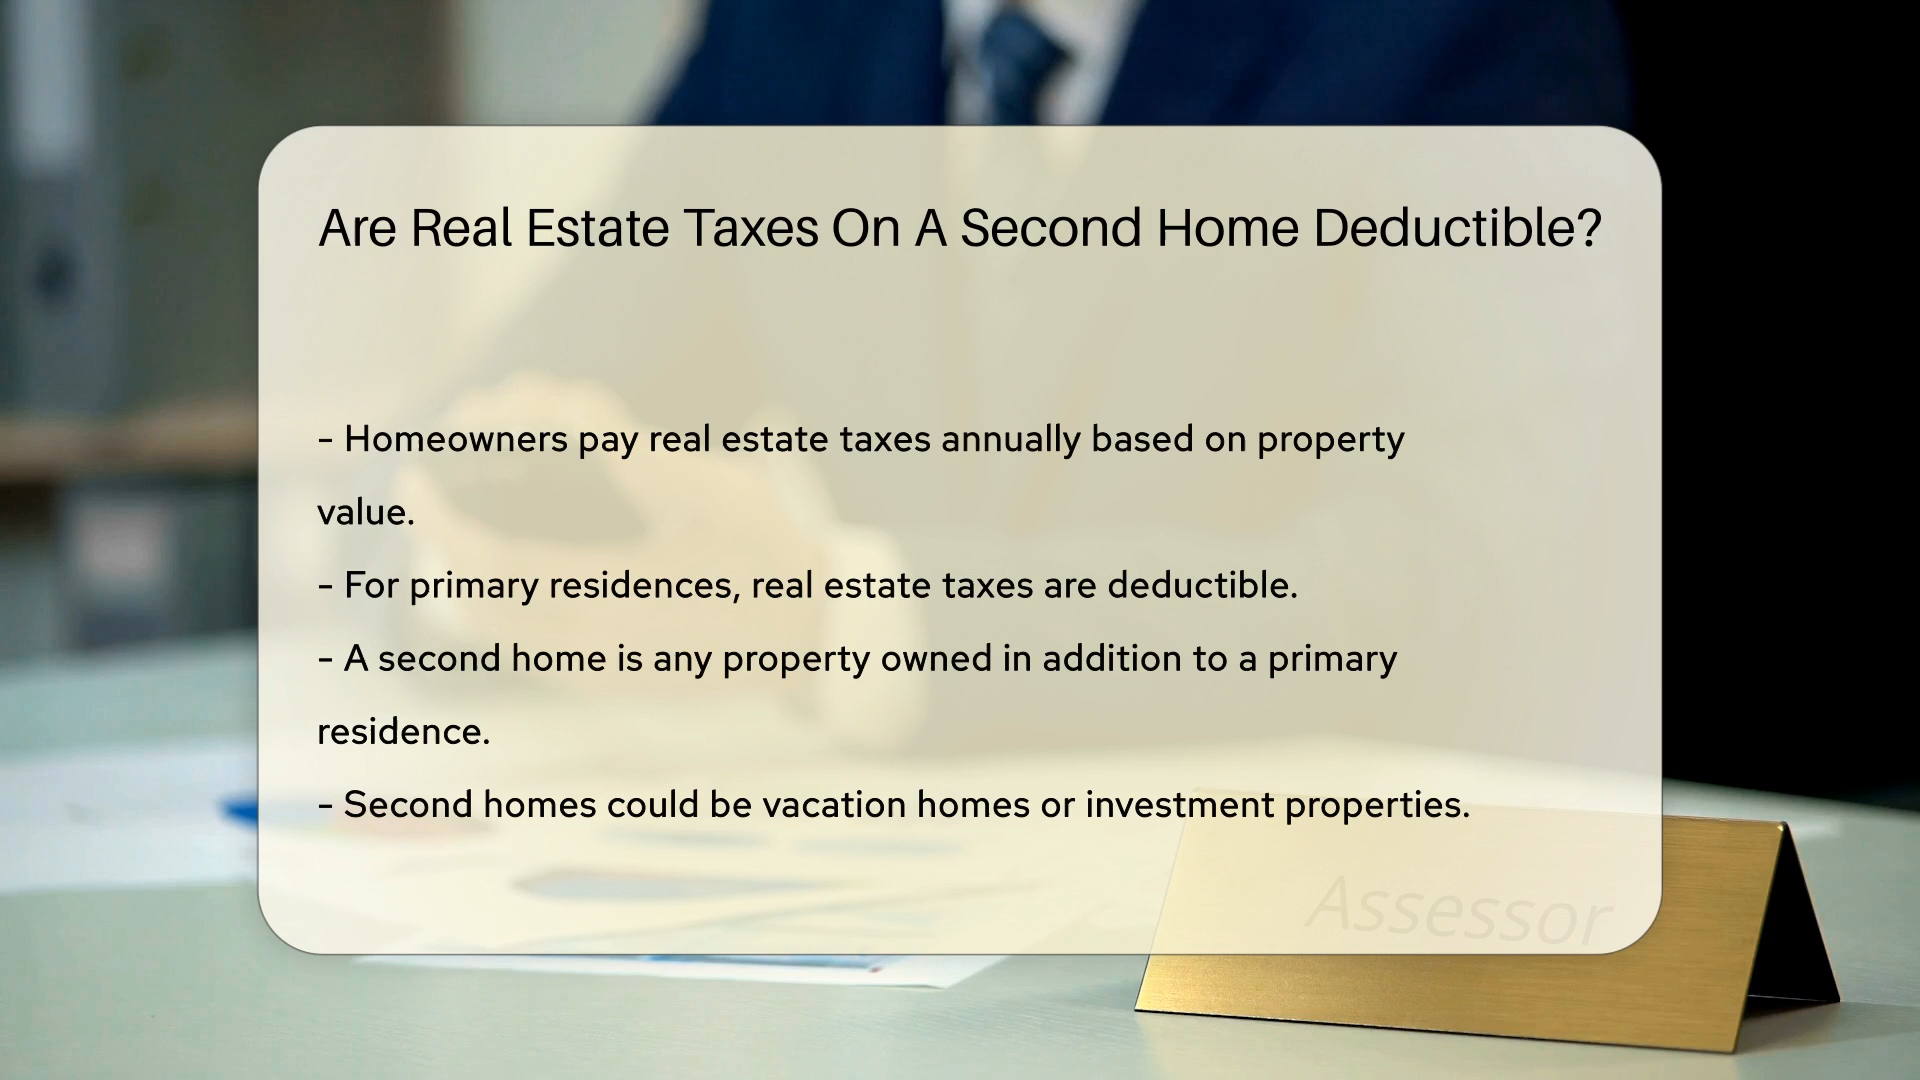 Are Real Estate Taxes On A Second Home Deductible?
- Homeowners pay real estate taxes annually based on property
value.
- For primary residences, real estate taxes are deductible.
- A second home is any property owned in addition to a primary
residence.
- Second homes could be vacation homes or investment properties.
Assessor